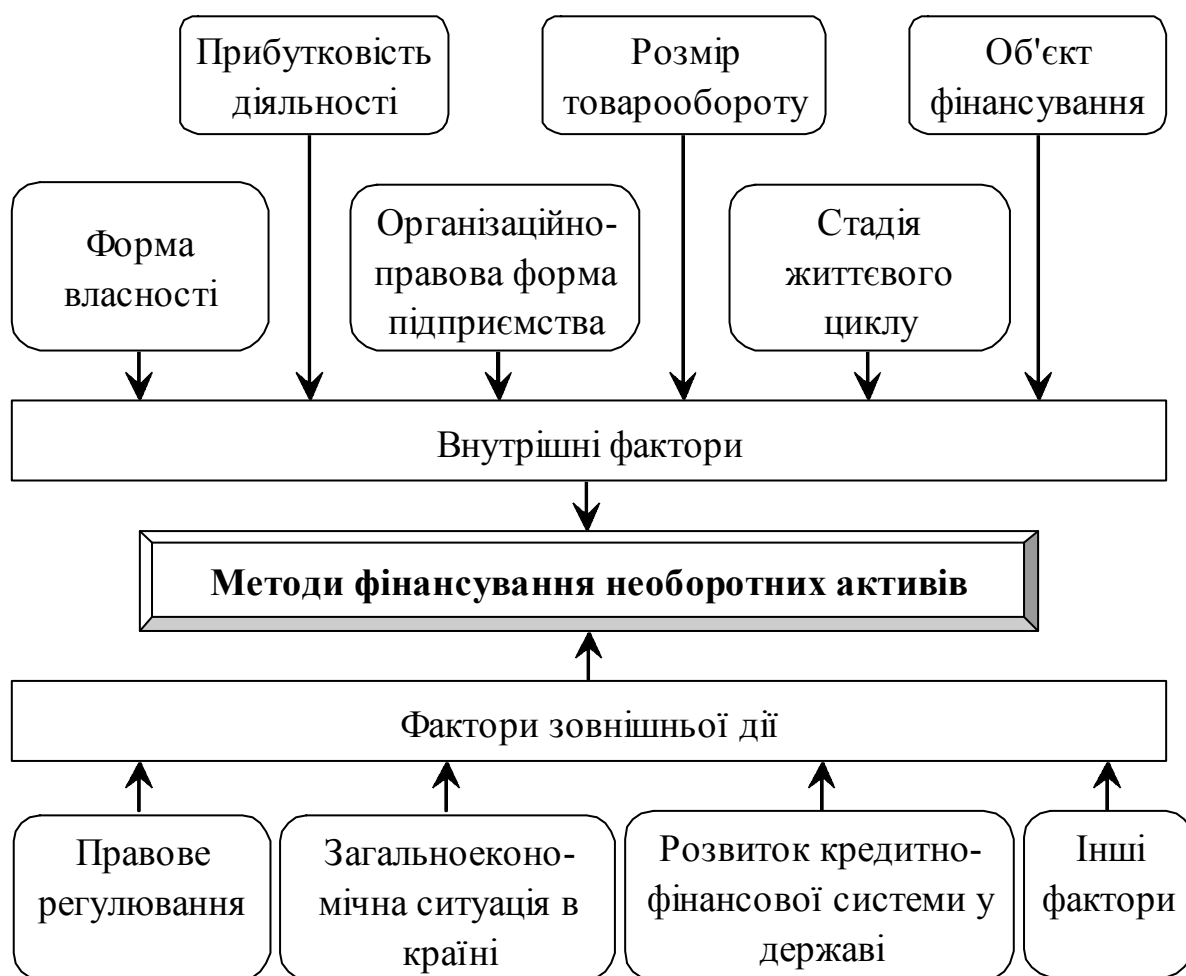 Прибутковість
діяльності
Розмір
товарообороту
Об'єкт
фінансування
Форма
власності
Організаційно-
правова форма
підприємства
Стадія
життєвого
циклу
Внутрішні фактори
Методи фінансування необоротних активів
Фактори зовнішньої дії
Правове
регулювання
Загальноеконо-
мічна ситуація в
країні
Розвиток кредитно-
фінансової системи у
державі
Інші
фактори